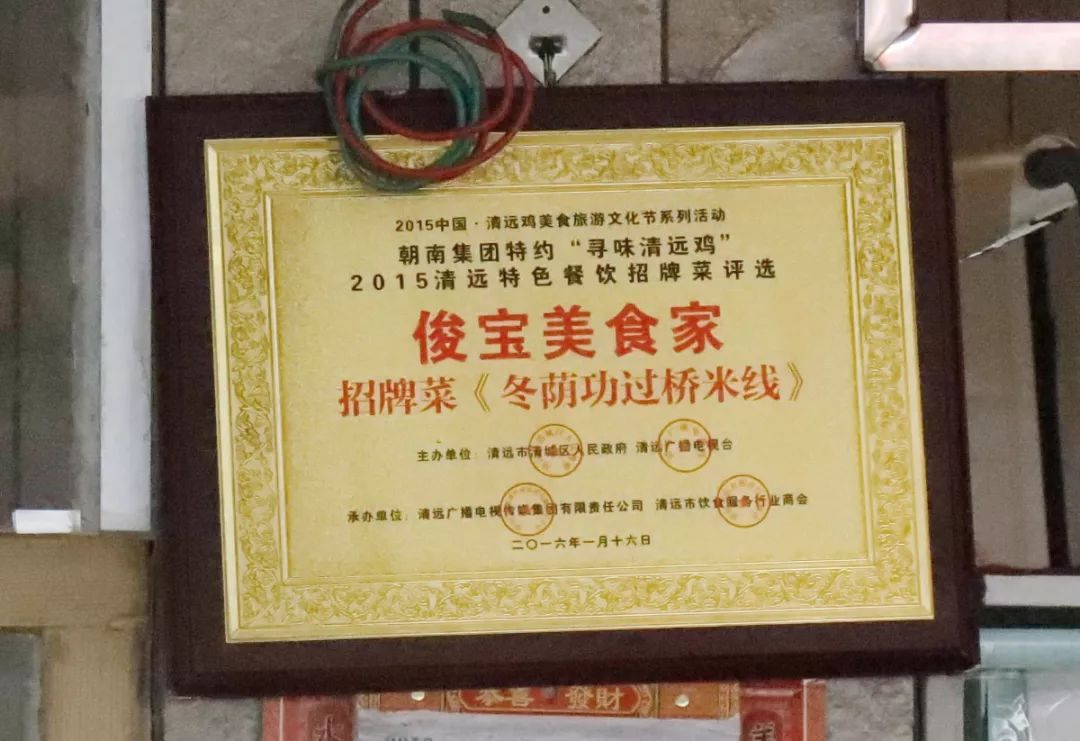 2015中国·清远鸡美食旅游文化节系列活动
朝南集团特约“寻味清远鸡”
2015清远特色餐饮招牌菜评选
俊宝美食家
招牌菜《冬荫功过桥米线》
主办单位：清远市清城区人民政府 清远广播电视台
承办单位：清远广播电视传媒集团有限责任公司 清远市饮食服务行业商会
二〇一六年一月十六日
恭喜 發財